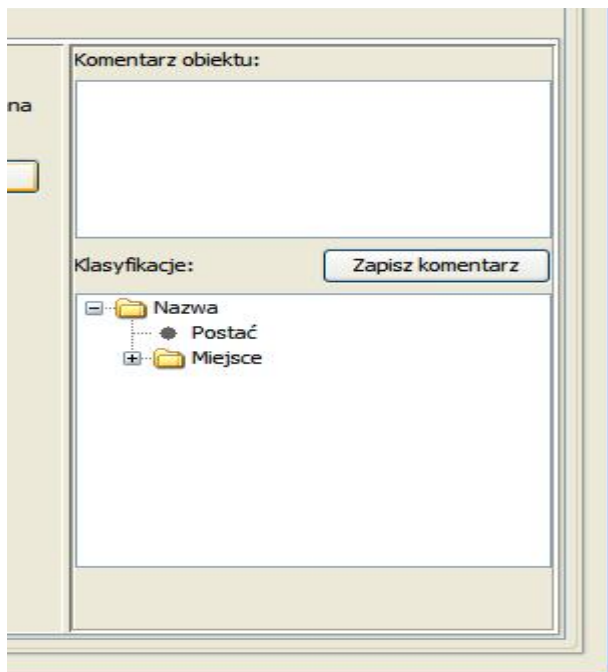 Komentarz obiektu:
na
Klasyfikacje:
Zapisz komentarz
Nazwa
Postać
Miejsce